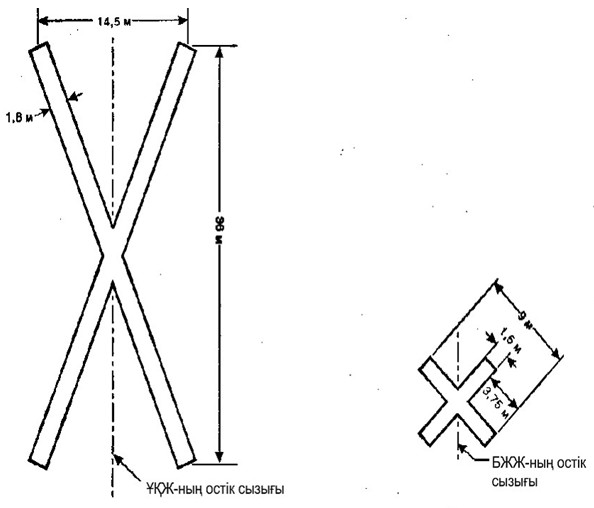 14,5 м
1,8 м
36 м
9 м
1,5 м
3,75 м
ҰҚЖ-ның остік сызығы
БЖЖ-ның остік
сызығы